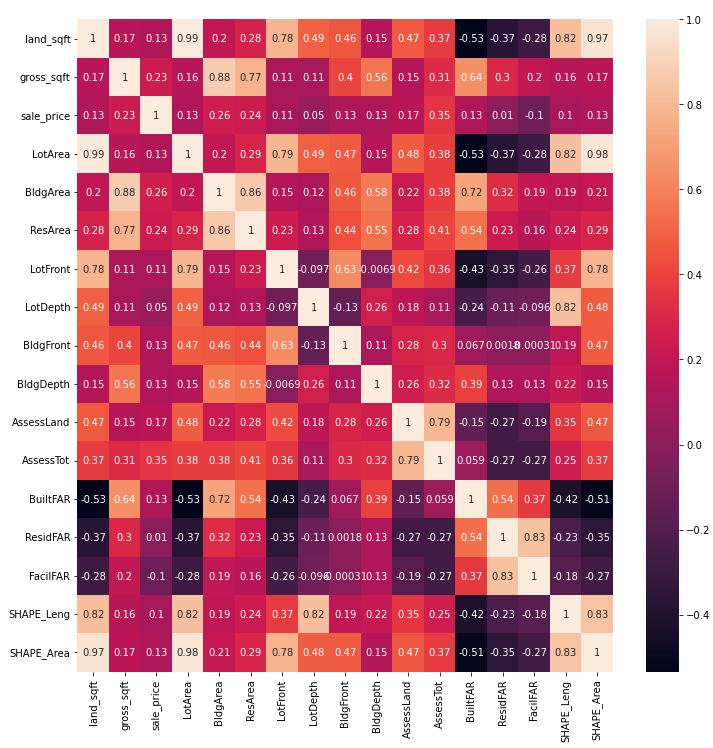 land_sqft 1 0.17 0.13 0.99 0.2 0.28 0.78 0.49 0.46 0.15 0.47 0.37 -0.53 -0.37 -0.28 0.82 0.97
gross_sqft 0.17 1 0.23 0.16 0.88 0.77 0.11 0.11 0.4 0.56 0.15 0.31 0.64 0.3 0.2 0.16 0.17
sale_price 0.13 0.23 1 0.13 0.26 0.24 0.11 0.05 0.13 0.13 0.17 0.35 0.13 0.01 -0.1 0.1 0.13
LotArea 0.99 0.16 0.13 1 0.2 0.29 0.79 0.49 0.47 0.15 0.48 0.38 -0.53 -0.37 -0.28 0.82 0.98
BldgArea 0.2 0.88 0.26 0.2 1 0.86 0.15 0.12 0.46 0.58 0.22 0.38 0.72 0.32 0.19 0.19 0.21
ResArea 0.28 0.77 0.24 0.29 0.86 1 0.23 0.13 0.44 0.55 0.28 0.41 0.54 0.23 0.16 0.24 0.29
LotFront 0.78 0.11 0.11 0.79 0.15 0.23 1 -0.097 0.63 -0.0069 0.42 0.36 -0.43 -0.35 -0.26 0.37 0.78
LotDepth 0.49 0.11 0.05 0.49 0.12 0.13 -0.097 1 -0.13 0.26 0.18 0.11 -0.24 -0.11 -0.096 0.82 0.48
BldgFront 0.46 0.4 0.13 0.47 0.46 0.44 0.63 -0.13 1 0.11 0.28 0.3 0.067 0.0018 0.19 0.47
BldgDepth 0.15 0.56 0.13 0.15 0.58 0.55 -0.0069 0.26 0.11 1 0.26 0.32 0.39 0.13 0.13 0.22 0.15
AssessLand 0.47 0.15 0.17 0.48 0.22 0.28 0.42 0.18 0.28 0.26 1 0.79 -0.15 -0.27 -0.19 0.35 0.47
AssessTot 0.37 0.31 0.35 0.38 0.38 0.41 0.36 0.11 0.3 0.32 0.79 1 0.059 -0.27 -0.27 0.25 0.37
BuiltFAR -0.53 0.64 0.13 -0.53 0.72 0.54 -0.43 -0.24 0.067 0.39 -0.15 0.059 1 0.54 0.37 -0.42 -0.51
ResidFAR -0.37 0.3 0.01 -0.37 0.32 0.23 -0.35 -0.11 0.0018 0.13 -0.27 -0.27 0.54 1 0.83 -0.23 -0.35
FacilFAR -0.28 0.2 -0.1 -0.28 0.19 0.16 -0.26 -0.096 0.13 -0.19 -0.27 0.37 0.83 1 -0.18 -0.27
SHAPE_Leng 0.82 0.16 0.1 0.82 0.19 0.24 0.37 0.82 0.19 0.22 0.35 0.25 -0.42 -0.23 -0.18 1 0.83
SHAPE_Area 0.97 0.17 0.13 0.98 0.21 0.29 0.78 0.48 0.47 0.15 0.47 0.37 -0.51 -0.35 -0.27 0.83 1
land_sqft
gross_sqft
sale_price
LotArea
BldgArea
ResArea
LotFront
LotDepth
BldgFront
BldgDepth
AssessLand
AssessTot
BuiltFAR
ResidFAR
FacilFAR
SHAPE_Leng
SHAPE_Area
1.0
0.8
0.6
0.4
0.2
0.0
−0.2
−0.4